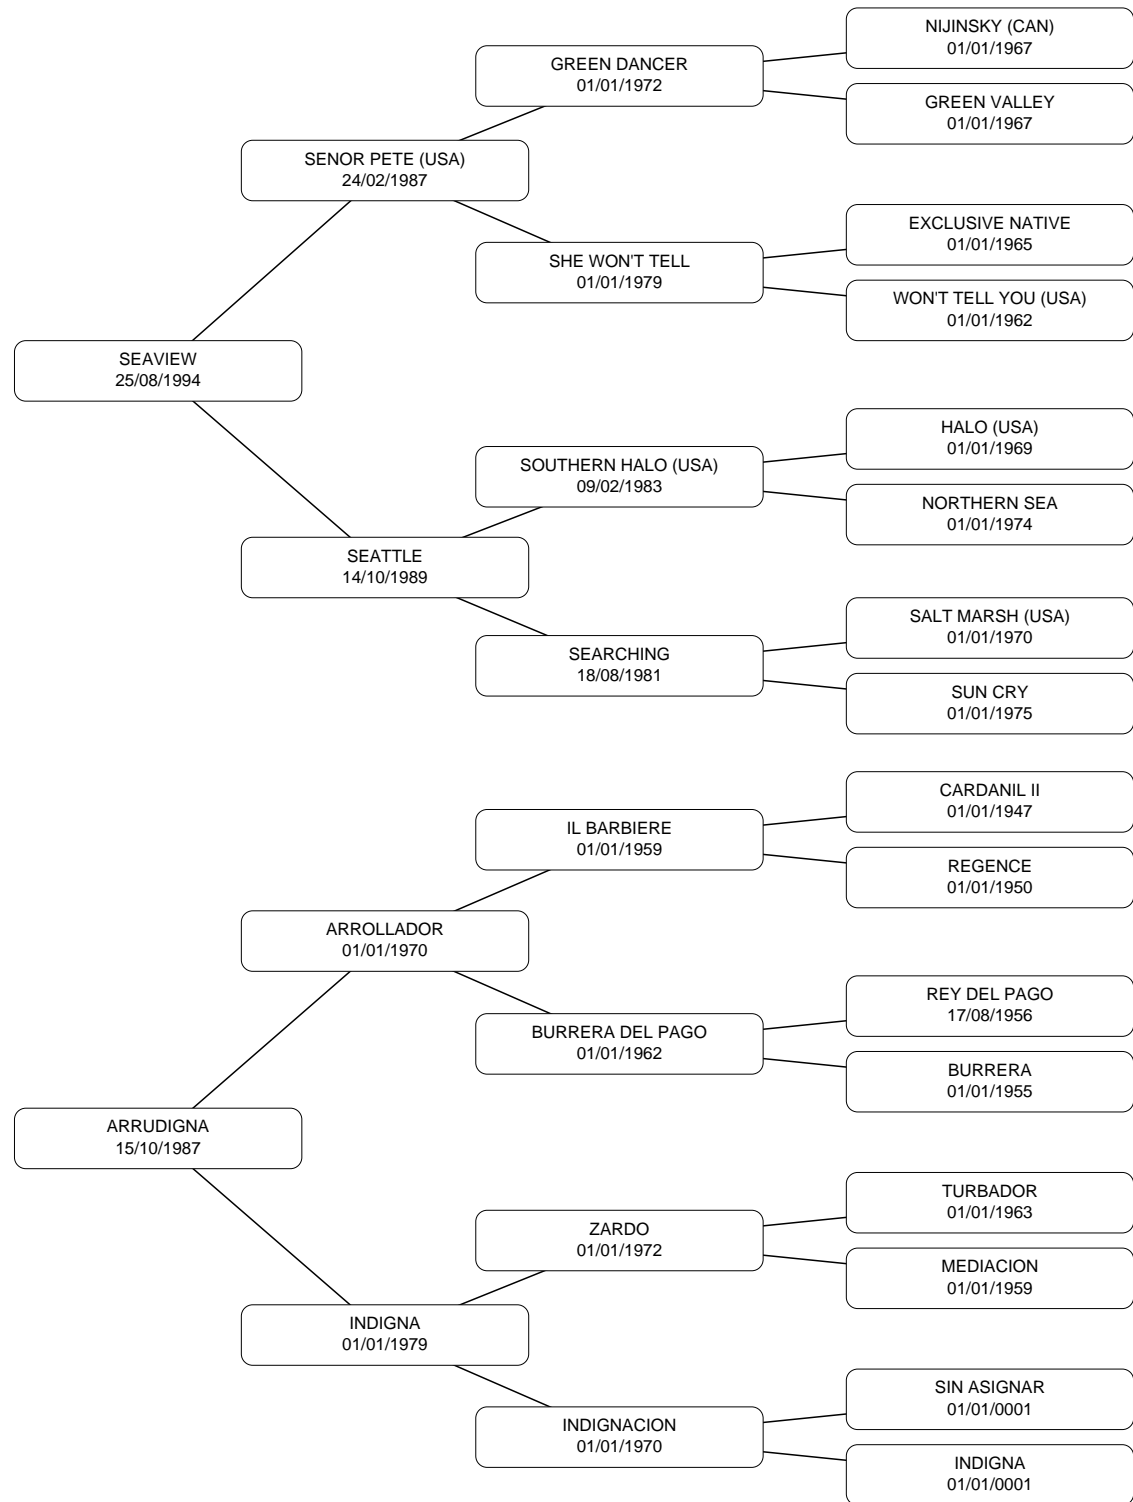 NIJINSKY (CAN)
01/01/1967
GREEN DANCER
01/01/1972
GREEN VALLEY
01/01/1967
SENOR PETE (USA)
24/02/1987
EXCLUSIVE NATIVE
01/01/1965
SHE WON'T TELL
01/01/1979
WON'T TELL YOU (USA)
01/01/1962
SEAVIEW
25/08/1994
HALO (USA)
01/01/1969
SOUTHERN HALO (USA)
09/02/1983
NORTHERN SEA
01/01/1974
SEATTLE
14/10/1989
SALT MARSH (USA)
01/01/1970
SEARCHING
18/08/1981
SUN CRY
01/01/1975
CARDANIL II
01/01/1947
IL BARBIERE
01/01/1959
REGENCE
01/01/1950
ARROLLADOR
01/01/1970
REY DEL PAGO
17/08/1956
BURRERA DEL PAGO
01/01/1962
BURRERA
01/01/1955
ARRUDIGNA
15/10/1987
TURBADOR
01/01/1963
ZARDO
01/01/1972
MEDIACION
01/01/1959
INDIGNA
01/01/1979
SIN ASIGNAR
01/01/0001
INDIGNACION
01/01/1970
INDIGNA
01/01/0001